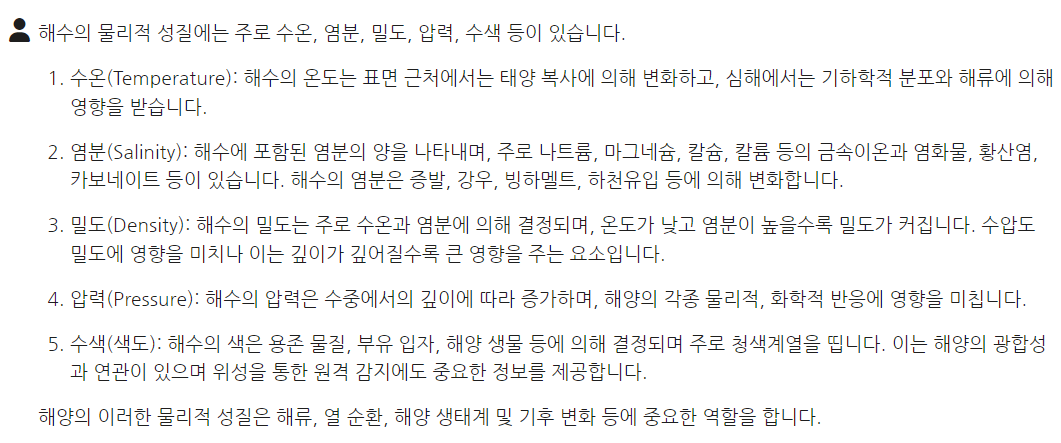 해수의 물리적 성질에는 주로 수온, 염분, 밀도, 압력, 수색 등이 있습니다.
1. 수온(Temperature): 해수의 온도는 표면 근처에서는 태양 복사에 의해 변화하고, 심해에서는 기하학적 분포와 해류에 의해
영향을 받습니다.
2. 염분(Salinity): 해수에 포함된 염분의 양을 나타내며, 주로 나트륨, 마그네슘, 칼슘, 칼륨 등의 금속이온과 염화물, 황산염,
카보네이트 등이 있습니다. 해수의 염분은 증발, 강우, 빙하멜트, 하천유입 등에 의해 변화합니다.
3. 밀도(Density): 해수의 밀도는 주로 수온과 염분에 의해 결정되며, 온도가 낮고 염분이 높을수록 밀도가 커집니다. 수압도
밀도에 영향을 미치나 이는 깊이가 깊어질수록 큰 영향을 주는 요소입니다.
4. 압력(Pressure): 해수의 압력은 수중에서의 깊이에 따라 증가하며, 해양의 각종 물리적, 화학적 반응에 영향을 미칩니다.
5. 수색(색도): 해수의 색은 용존 물질, 부유 입자, 해양 생물 등에 의해 결정되며 주로 청색계열을 띱니다. 이는 해양의 광합성
과 연관이 있으며 위성을 통한 원격 감지에도 중요한 정보를 제공합니다.
해양의 이러한 물리적 성질은 해류, 열 순환, 해양 생태계 및 기후 변화 등에 중요한 역할을 합니다.